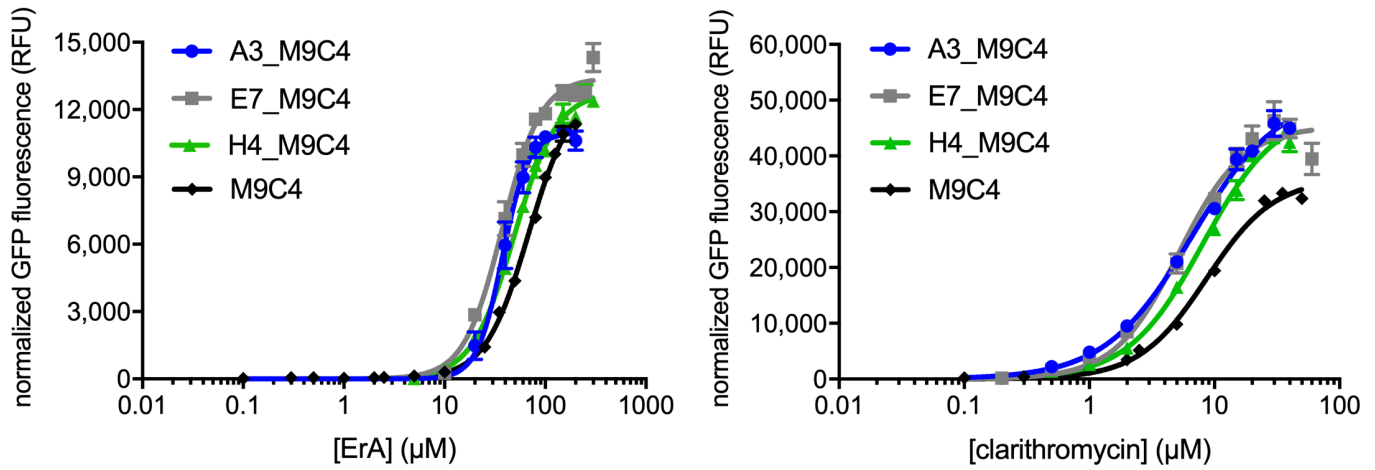 normalized GFP fluorescence (RFU)
15,000
12,000
9,000
6,000
3,000
0
A3_M9C4
E7_M9C4
H4_M9C4
M9C4
0.01
0.1
1
10
100
1000
[ErA] (μM)
normalized GFP fluorescence (RFU)
60,000
50,000
40,000
30,000
20,000
10,000
0
A3_M9C4
E7_M9C4
H4_M9C4
M9C4
0.01
0.1
1
10
100
[clarithromycin] (μM)